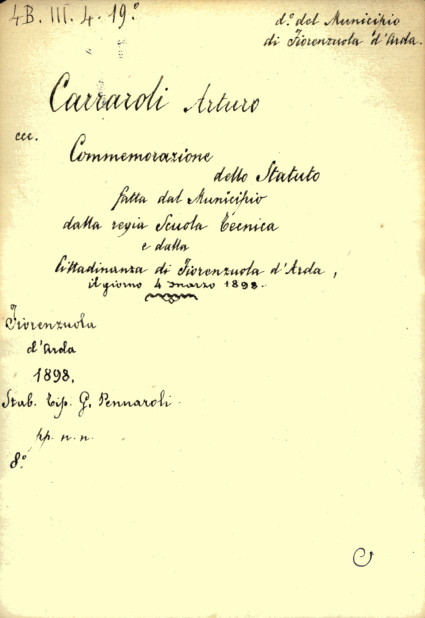 4B. III. 4. 19.°
d.° del Municipio
di Fiorenzuola d'Arda.
Carraroli Arturo
ecc.
Commemorazione
dello Statuto
fatta dal Municipio
dalla regia Scuola Tecnica
e dalla
Cittadinanza di Fiorenzuola d'Arda,
il giorno 4 marzo 1898.
Fiorenzuola
d'Arda
1898,
Stab. Tip. G. Pennaroli.
pp. n. n.
8.°